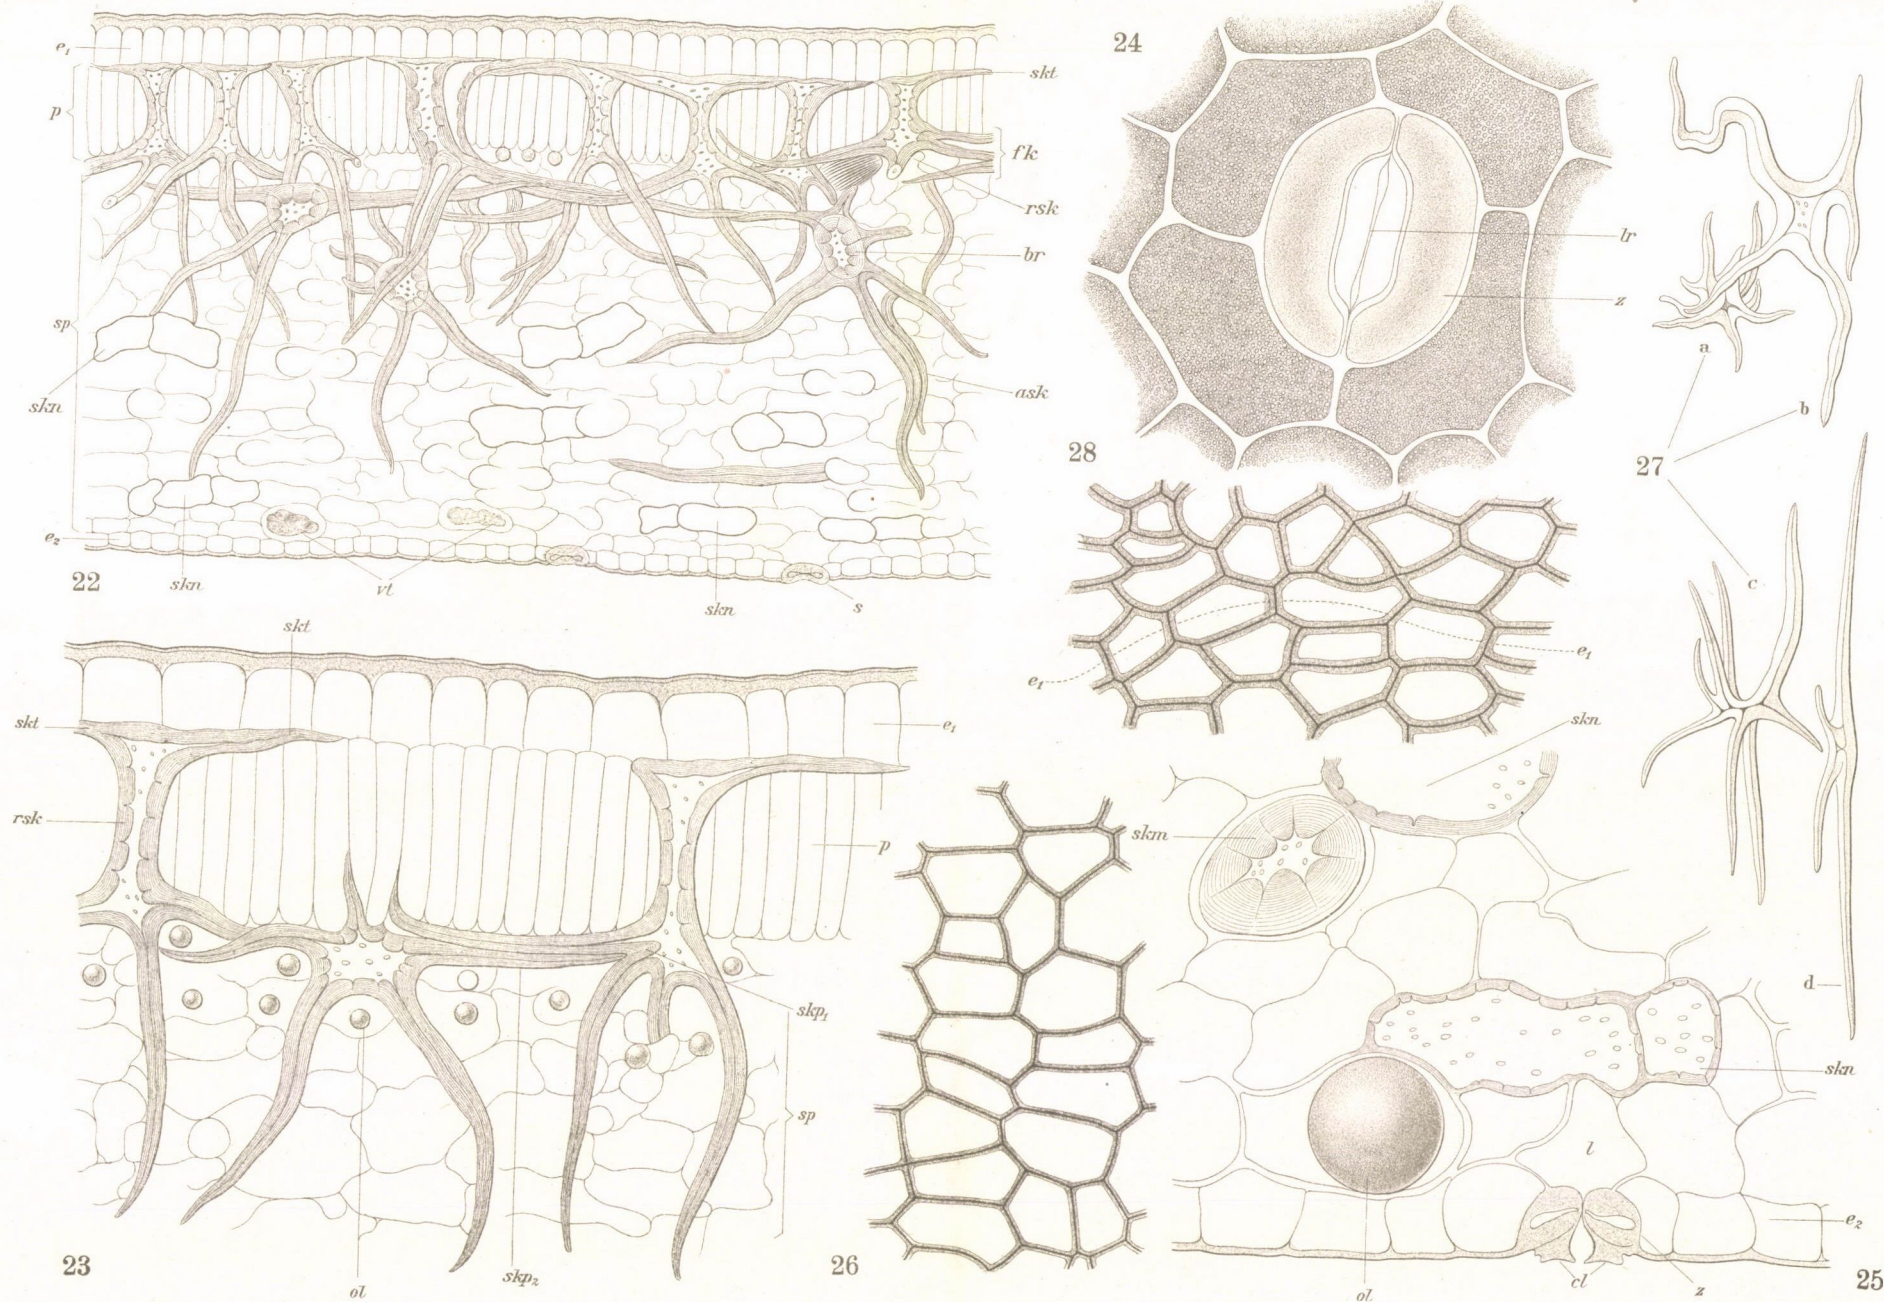 e₁
p
sp
skn
e₂
22
skn
vt
skn
s
skt
fk
rsk
br
ask
24
lr
z
28
e₁
e₁
27
a
b
c
d
skt
skt
rsk
e₁
p
skp₁
sp
23
ol
skp₂
26
skn
skm
skn
l
e₂
ol
cl
z
25